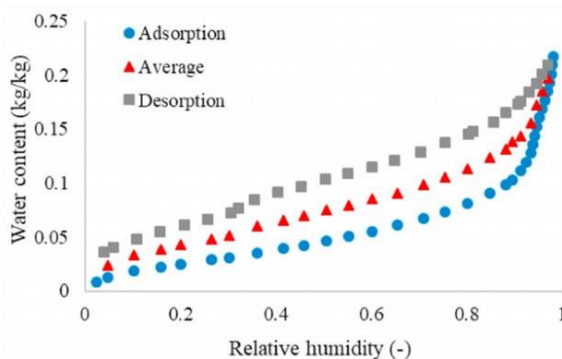 0.25
0.2
0.15
0.1
0.05
0
Water content (kg/kg)
Adsorption
Average
Desorption
0 0.2 0.4 0.6 0.8 1
Relative humidity (-)